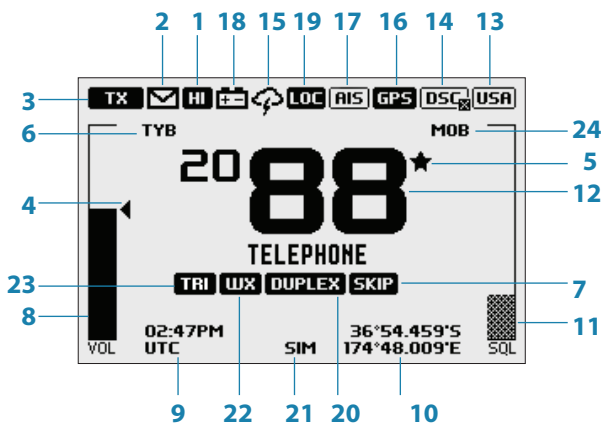 2 1 18 15 19 17 16 14 13
3 TX HI LOC AIS GPS DSC USA
6 TYB MOB 24
20 88 5
4 12
TELEPHONE
23 TRI WX DUPLEX SKIP 7
8 02:47PM 36°54.459'S 11
VOL UTC SIM 174°48.009'E SQL
9 22 21 20 10